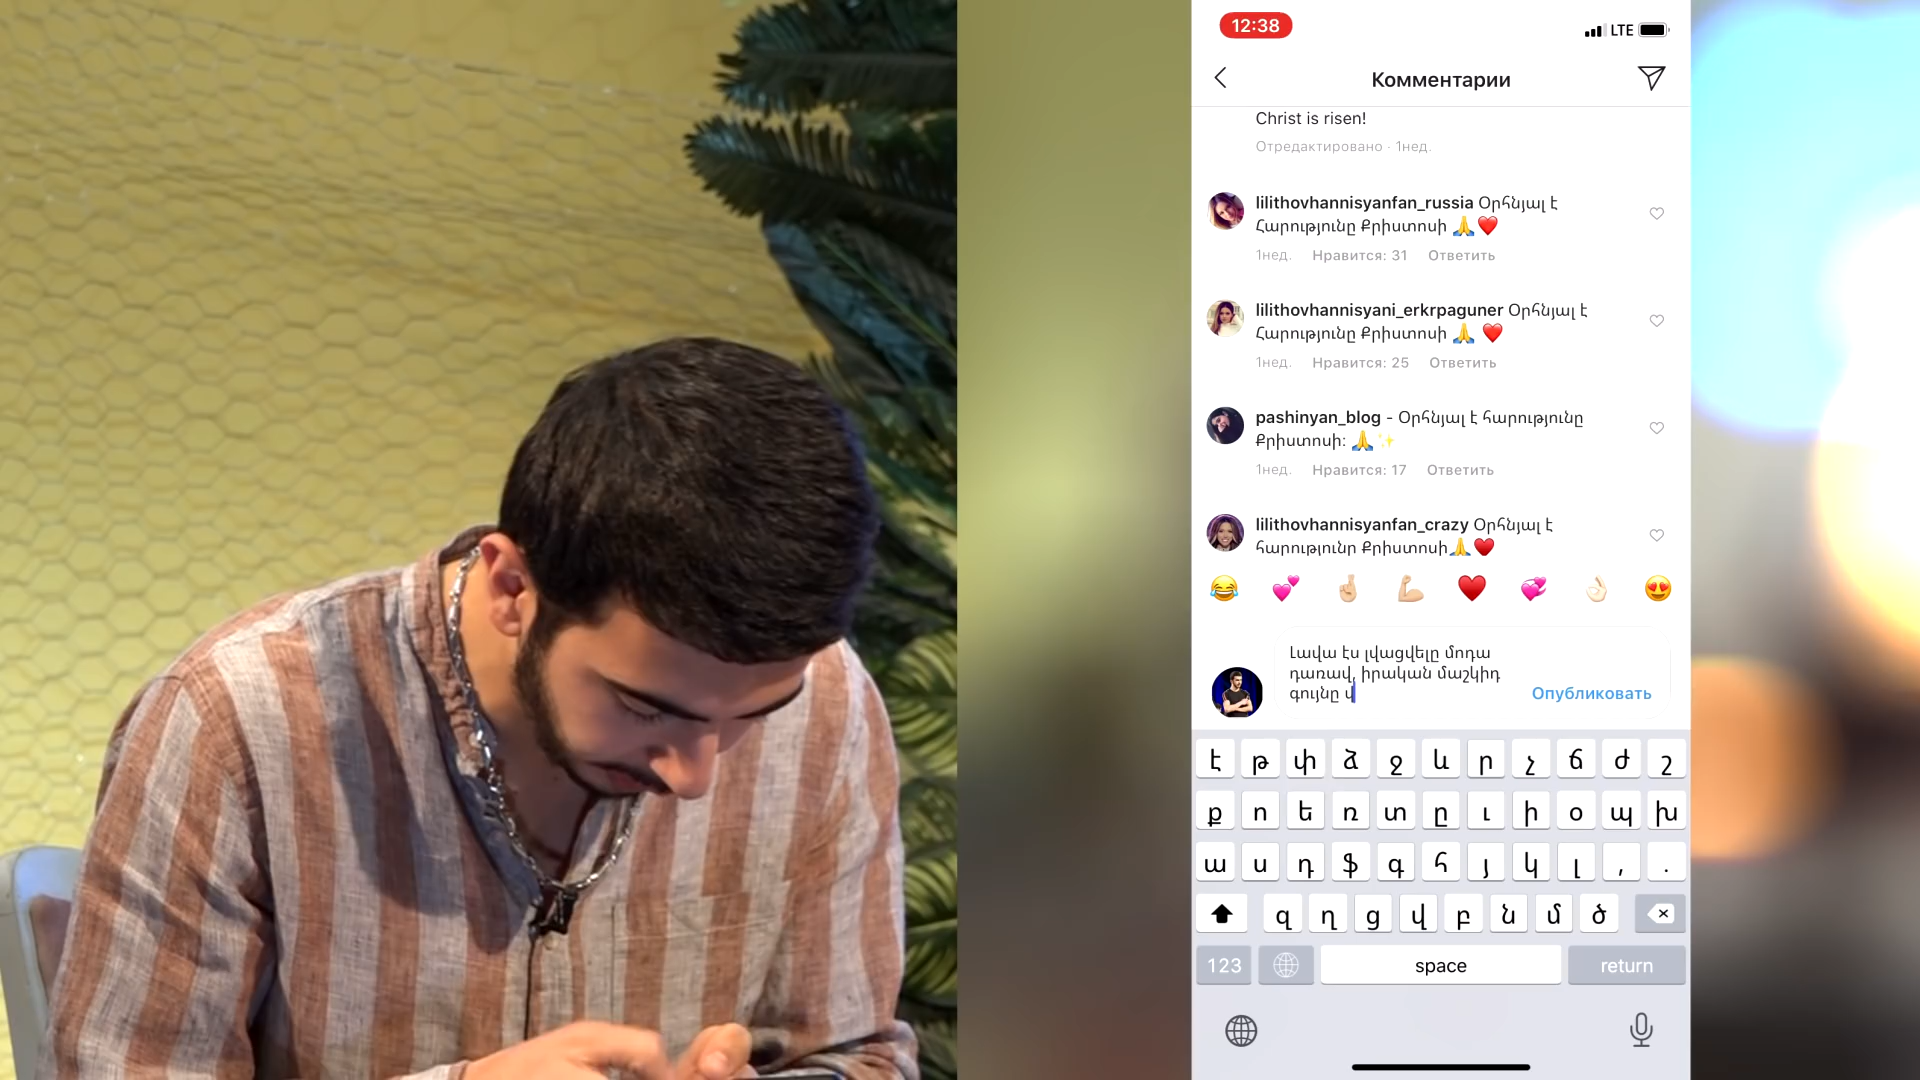 12:38
LTE
Комментарии
Christ is risen!
Отредактировано · 1нед.
lilithovhannisyanfan_russia Օրհնյալ է
Հարությունը Քրիստոսի 🙏❤️
1нед. Нравится: 31 Ответить
lilithovhannisyani_erkrpaguner Օրհնյալ է
Հարությունը Քրիստոսի 🙏 ❤️
1нед. Нравится: 25 Ответить
pashinyan_blog - Օրհնյալ է հարությունը
Քրիստոսի: 🙏✨
1нед. Нравится: 17 Ответить
lilithovhannisyanfan_crazy Օրհնյալ է
հարությունր Քրիստոսի🙏❤️
Լավա էս լվացվելը մոդա
դառավ, իրական մաշկիդ
գույնը վ
Опубликовать
է թ փ ձ ջ և ր չ ճ ժ շ
ք ո ե ռ տ ը ւ ի օ պ խ
ա ս դ ֆ գ հ յ կ լ , .
զ ղ ց վ բ ն մ ծ
123 space return